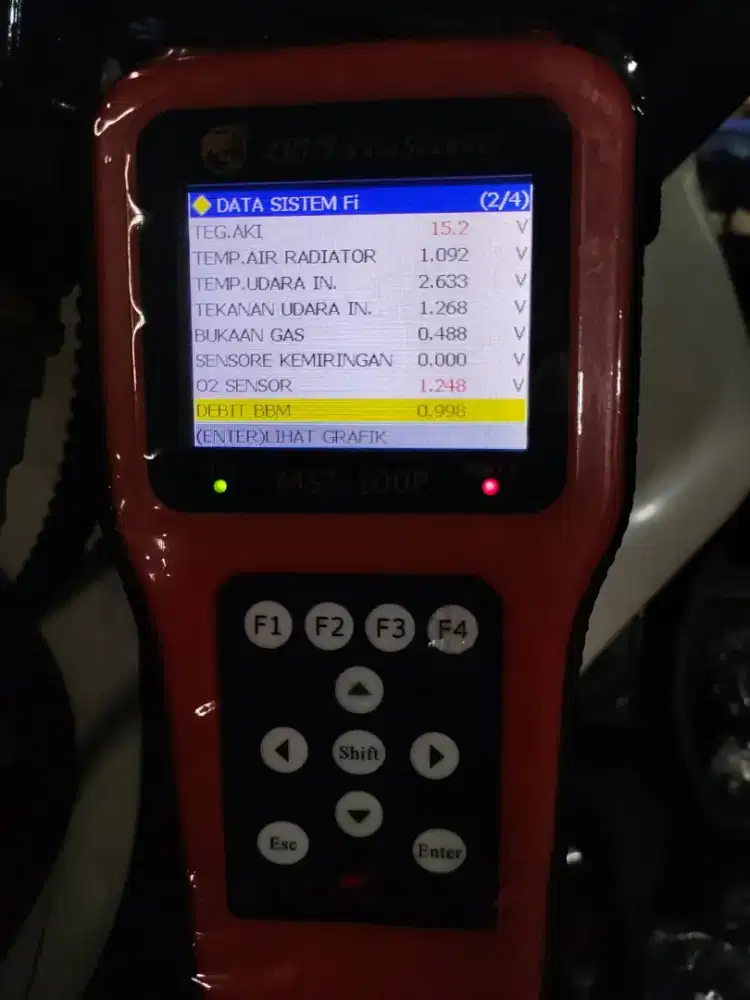 DATA SISTEM Fi (2/4)
TEG.AKI 15.2 V
TEMP.AIR RADIATOR 1.092 V
TEMP.UDARA IN. 2.633 V
TEKANAN UDARA IN. 1.268 V
BUKAAN GAS 0.488 V
SENSORE KEMIRINGAN 0.000 V
O2 SENSOR 1.248 V
DEBIT BBM 0.998
(ENTER)LIHAT GRAFIK
F1 F2 F3 F4
Shift
Esc Enter